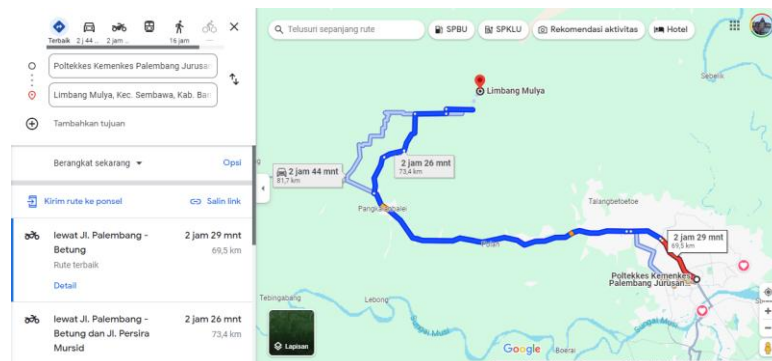 Terbaik
2 j 44 ...
2 jam ...
16 jam
Poltekkes Kemenkes Palembang Jurusan
Limbang Mulya, Kec. Sembawa, Kab. Ban
Tambahkan tujuan
Berangkat sekarang
Opsi
Kirim rute ke ponsel
Salin link
lewat Jl. Palembang - Betung
2 jam 29 mnt
69,5 km
Rute terbaik
Detail
lewat Jl. Palembang - Betung dan Jl. Persira Mursid
2 jam 26 mnt
73,4 km
Telusuri sepanjang rute
SPBU
SPKLU
Rekomendasi aktivitas
Hotel
Sebelik
Limbang Mulya
2 jam 44 mnt
81,7 km
2 jam 26 mnt
73,4 km
Talangbetoetoe
2 jam 29 mnt
69,5 km
Poltekkes Kemenkes
Palembang Jurusan...
Tebingabang
Lebong
Sungai Musi
Sungai Musi
Boerai
Lapisan
Google